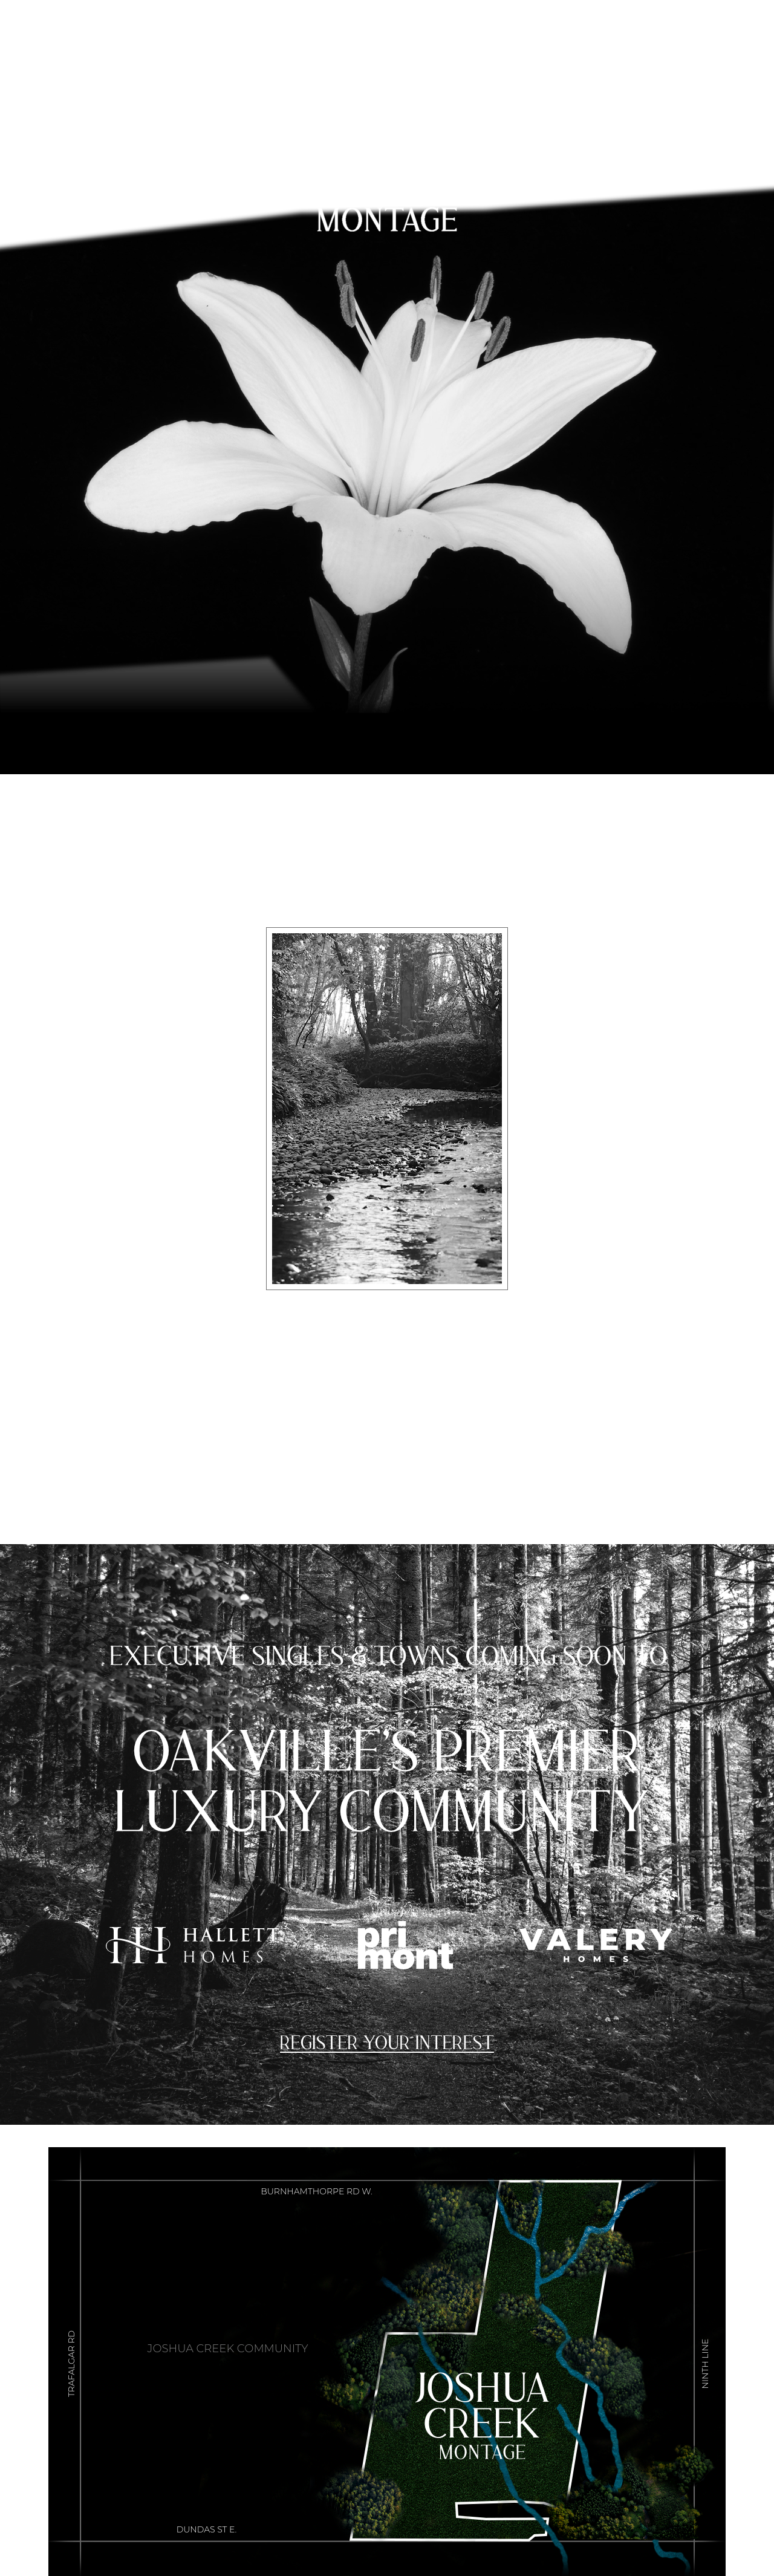 MONTAGE
EXECUTIVE SINGLES & TOWNS COMING SOON TO
OAKVILLE'S PREMIER
LUXURY COMMUNITY.
HALLETT
HOMES
pri
mont
VALERY
HOMES
REGISTER YOUR INTEREST
BURNHAMTHORPE RD W.
TRAFALGAR RD
JOSHUA CREEK COMMUNITY
NINTH LINE
JOSHUA
CREEK
MONTAGE
DUNDAS ST E.